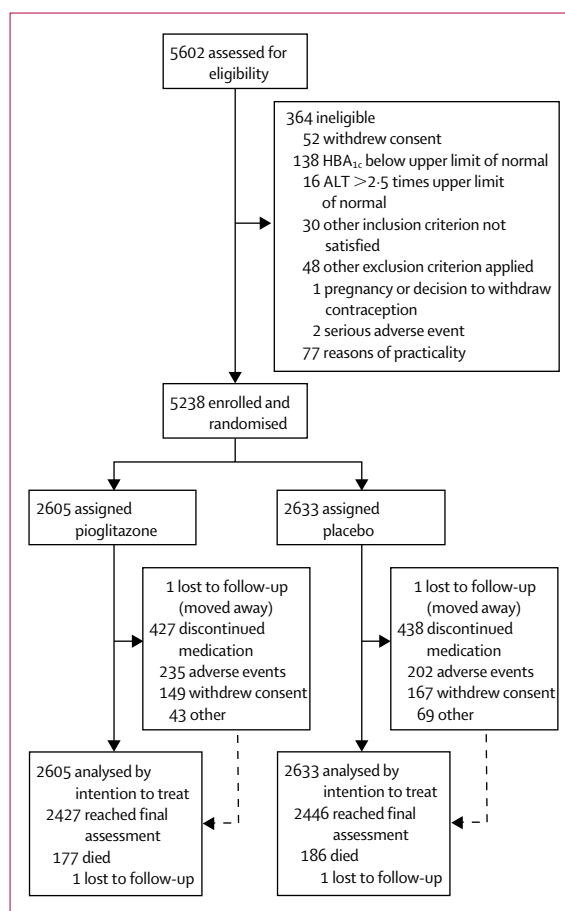 5602 assessed for
eligibility
364 ineligible
52 withdrew consent
138 HBA1c below upper limit of normal
16 ALT >2·5 times upper limit
of normal
30 other inclusion criterion not
satisfied
48 other exclusion criterion applied
1 pregnancy or decision to withdraw
contraception
2 serious adverse event
77 reasons of practicality
5238 enrolled and
randomised
2605 assigned
pioglitazone
2633 assigned
placebo
1 lost to follow-up
(moved away)
427 discontinued
medication
235 adverse events
149 withdrew consent
43 other
1 lost to follow-up
(moved away)
438 discontinued
medication
202 adverse events
167 withdrew consent
69 other
2605 analysed by
intention to treat
2427 reached final
assessment
177 died
1 lost to follow-up
2633 analysed by
intention to treat
2446 reached final
assessment
186 died
1 lost to follow-up